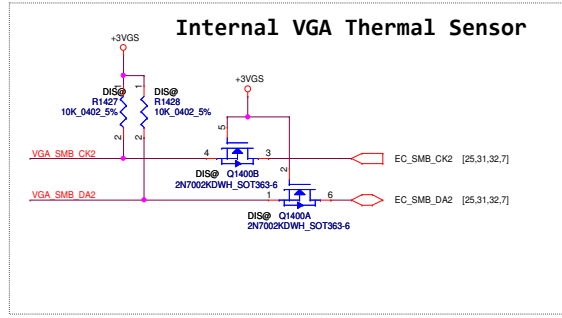 Internal VGA Thermal Sensor
+3VGS
+3VGS
DIS@ DIS@
R1427 R1428
10K_0402_5% 10K_0402_5%
1 1
2 2
5
VGA_SMB_CK2 4 3 EC_SMB_CK2 [25,31,32,7]
DIS@ Q1400B
2N7002KDWH_SOT363-6
2
VGA_SMB_DA2 1 6 EC_SMB_DA2 [25,31,32,7]
DIS@ Q1400A
2N7002KDWH_SOT363-6